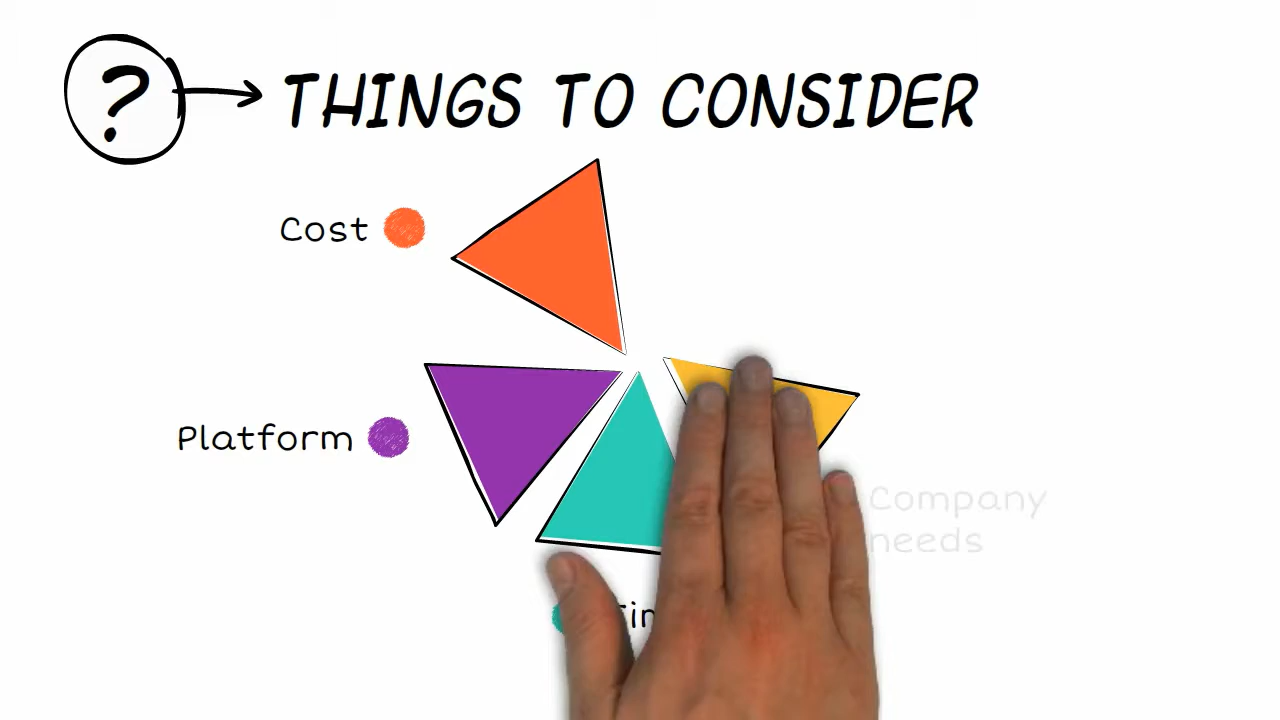 ?
THINGS TO CONSIDER
Cost
Platform
Company
needs